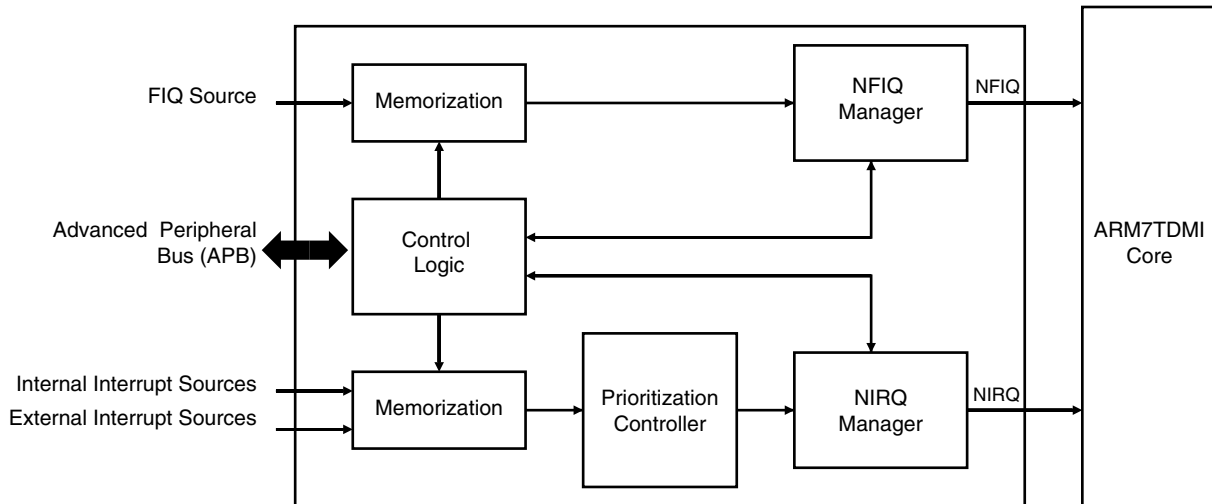 FIQ Source
Memorization
NFIQ
Manager
NFIQ
Advanced Peripheral
Bus (APB)
Control
Logic
ARM7TDMI
Core
Internal Interrupt Sources
External Interrupt Sources
Memorization
Prioritization
Controller
NIRQ
Manager
NIRQ